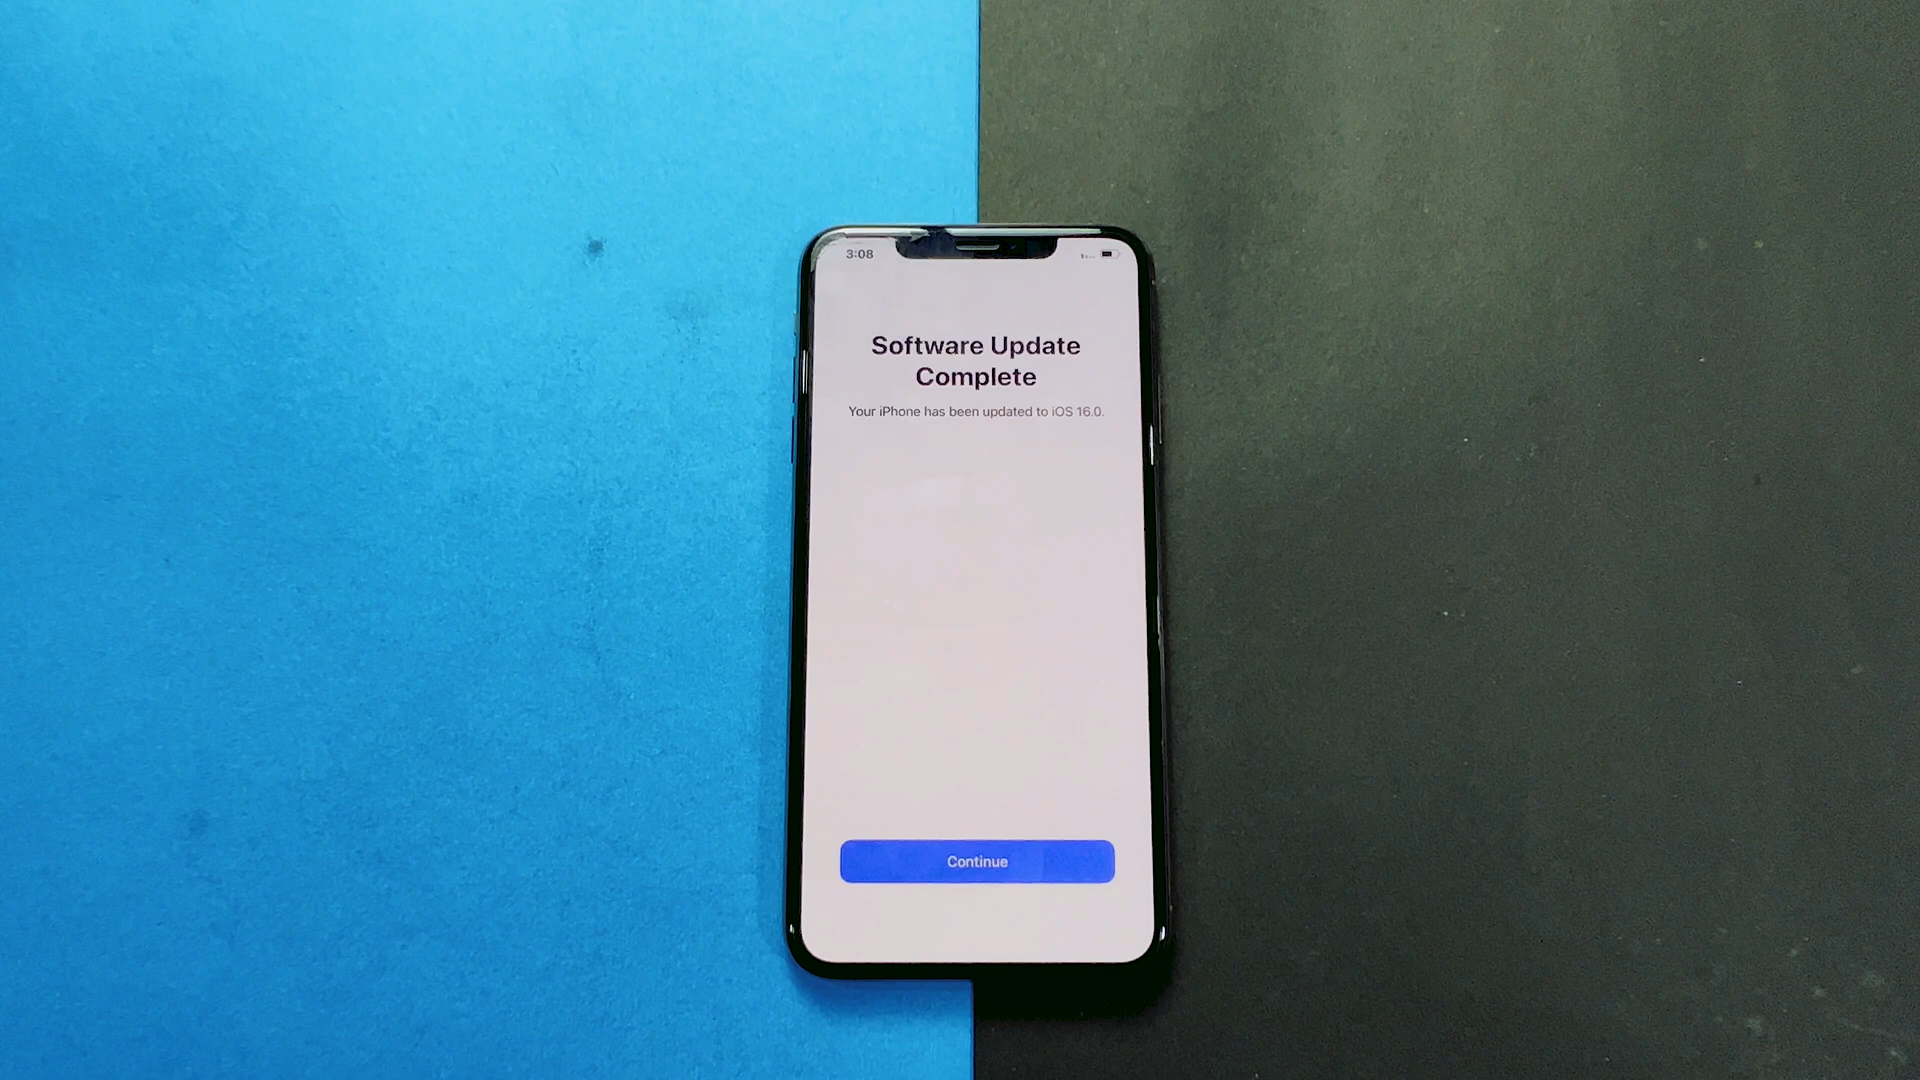 3:08
Software Update
Complete
Your iPhone has been updated to iOS 16.0.
Continue